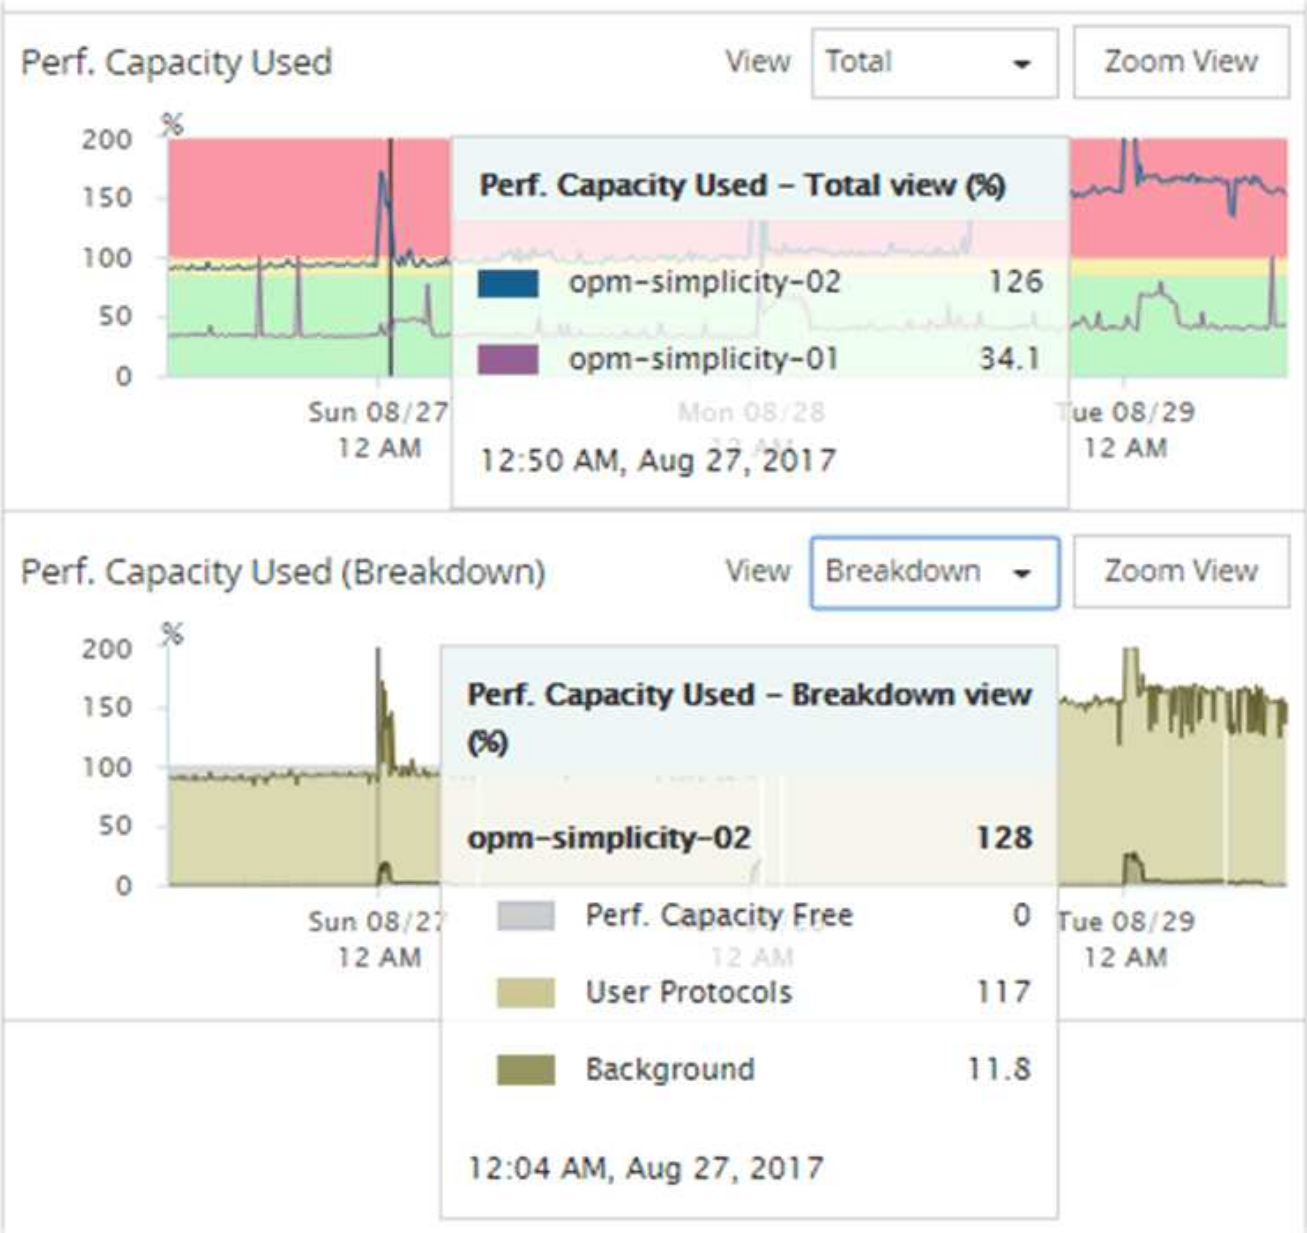 Perf. Capacity Used View Total Zoom View
%
200
150
100
50
0
Perf. Capacity Used – Total view (%)
opm-simplicity-02 126
opm-simplicity-01 34.1
Sun 08/27 Mon 08/28 Tue 08/29
12 AM 12 AM 12 AM
12:50 AM, Aug 27, 2017
Perf. Capacity Used (Breakdown) View Breakdown Zoom View
%
200
150
100
50
0
Perf. Capacity Used – Breakdown view
(%)
opm-simplicity-02 128
Perf. Capacity Free 0
Sun 08/27 Tue 08/29
12 AM 12 AM 12 AM
User Protocols 117
Background 11.8
12:04 AM, Aug 27, 2017